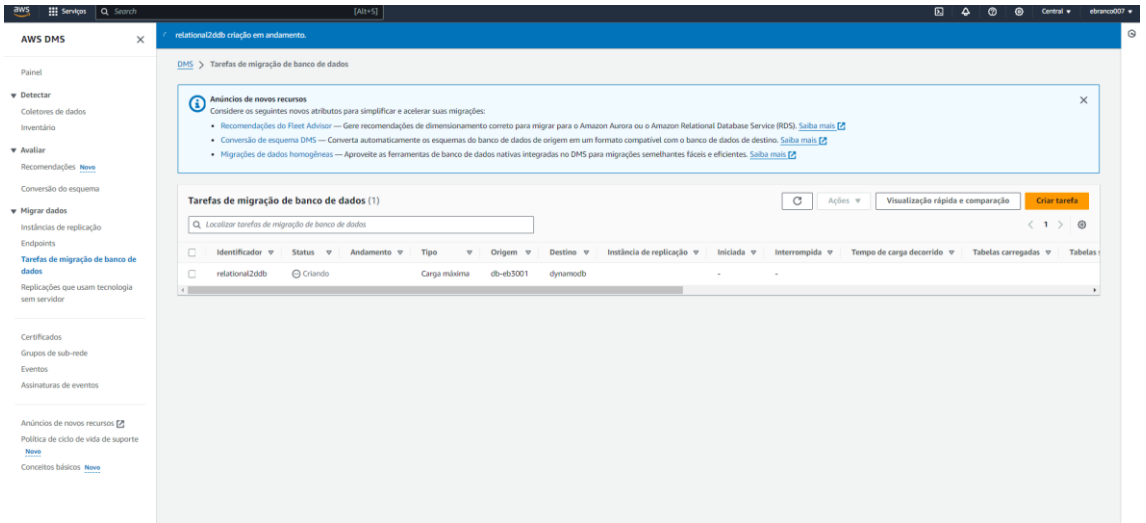 aws Serviços Search [Alt+S] Central ebranco007
AWS DMS
relational2ddb criação em andamento.
DMS > Tarefas de migração de banco de dados
Painel
Detectar
Coletores de dados
Inventário
Avaliar
Recomendações Novo
Conversão do esquema
Migrar dados
Instâncias de replicação
Endpoints
Tarefas de migração de banco de
dados
Replicações que usam tecnologia
sem servidor
Certificados
Grupos de sub-rede
Eventos
Assinaturas de eventos
Anúncios de novos recursos
Política de ciclo de vida de suporte
Novo
Conceitos básicos Novo
Anúncios de novos recursos
Considere os seguintes novos atributos para simplificar e acelerar suas migrações:
• Recomendações do Fleet Advisor — Gere recomendações de dimensionamento correto para migrar para o Amazon Aurora ou o Amazon Relational Database Service (RDS). Saiba mais
• Conversão de esquema DMS — Converta automaticamente os esquemas do banco de dados de origem em um formato compatível com o banco de dados de destino. Saiba mais
• Migrações de dados homogêneas — Aproveite as ferramentas de banco de dados nativas integradas no DMS para migrações semelhantes fáceis e eficientes. Saiba mais
Tarefas de migração de banco de dados (1) Ações Visualização rápida e comparação Criar tarefa
Localizar tarefas de migração de banco de dados < 1 >
Identificador Status Andamento Tipo Origem Destino Instância de replicação Iniciada Interrompida Tempo de carga decorrido Tabelas carregadas Tabelas
relational2ddb Criando Carga máxima db-eb3001 dynamodb - -